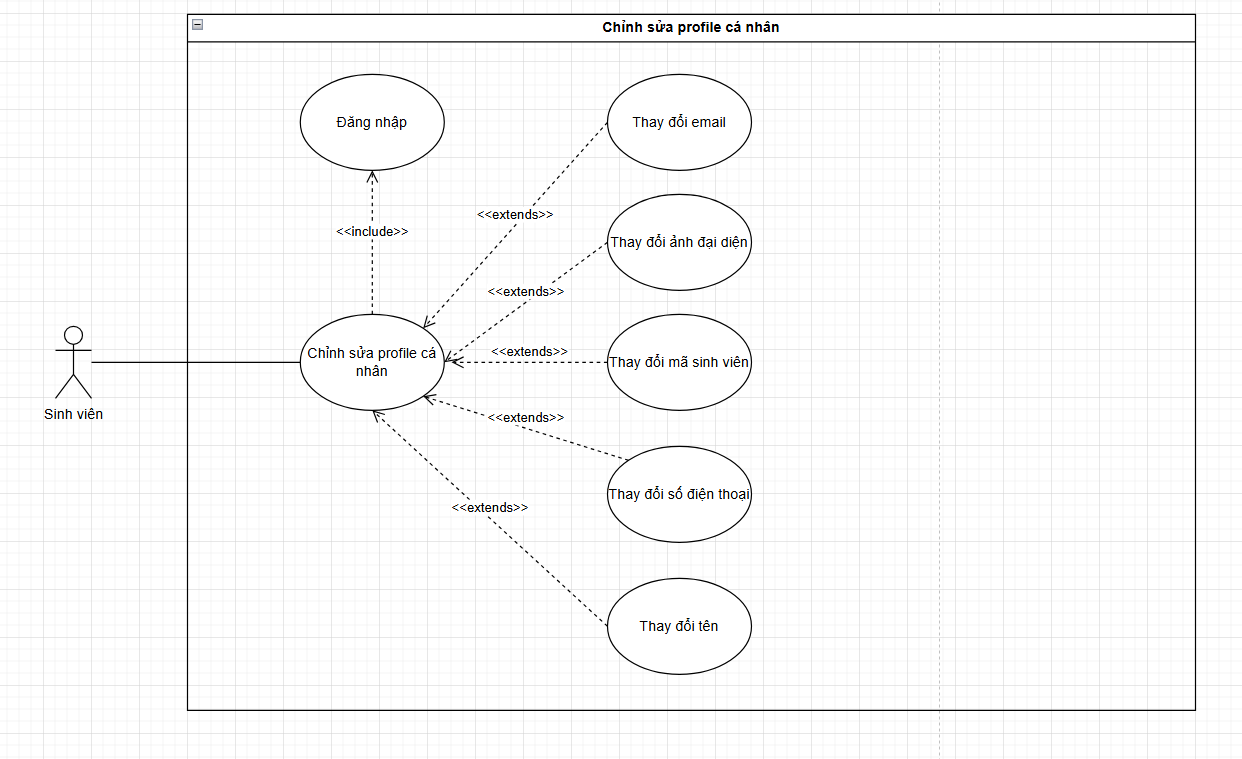 Chỉnh sửa profile cá nhân
Đăng nhập
Thay đổi email
<<extends>>
<<include>>
Thay đổi ảnh đại diện
<<extends>>
Chỉnh sửa profile cá
nhân
<<extends>>
Thay đổi mã sinh viên
Sinh viên
<<extends>>
Thay đổi số điện thoại
<<extends>>
Thay đổi tên